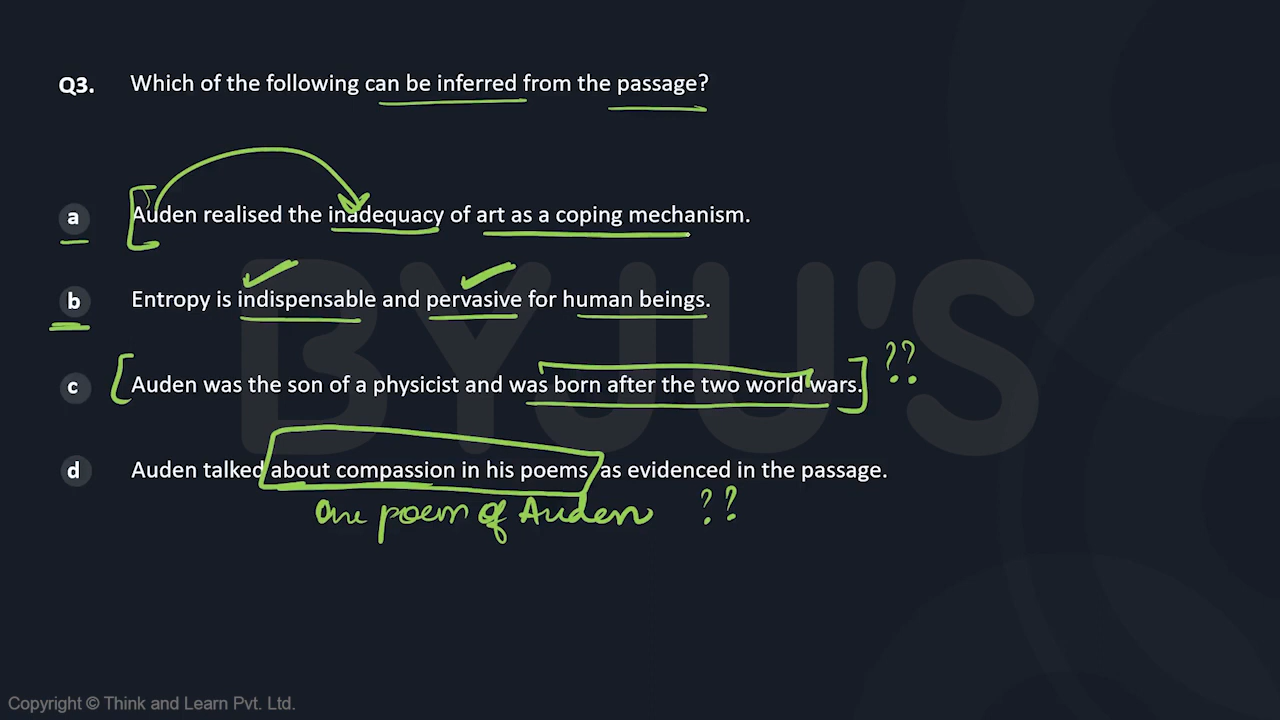 Q3. Which of the following can be inferred from the passage?
a Auden realised the inadequacy of art as a coping mechanism.
b Entropy is indispensable and pervasive for human beings.
BYJU'S
c Auden was the son of a physicist and was born after the two world wars. ??
d Auden talked about compassion in his poems, as evidenced in the passage.
One poem of Auden ??
Copyright © Think and Learn Pvt. Ltd.